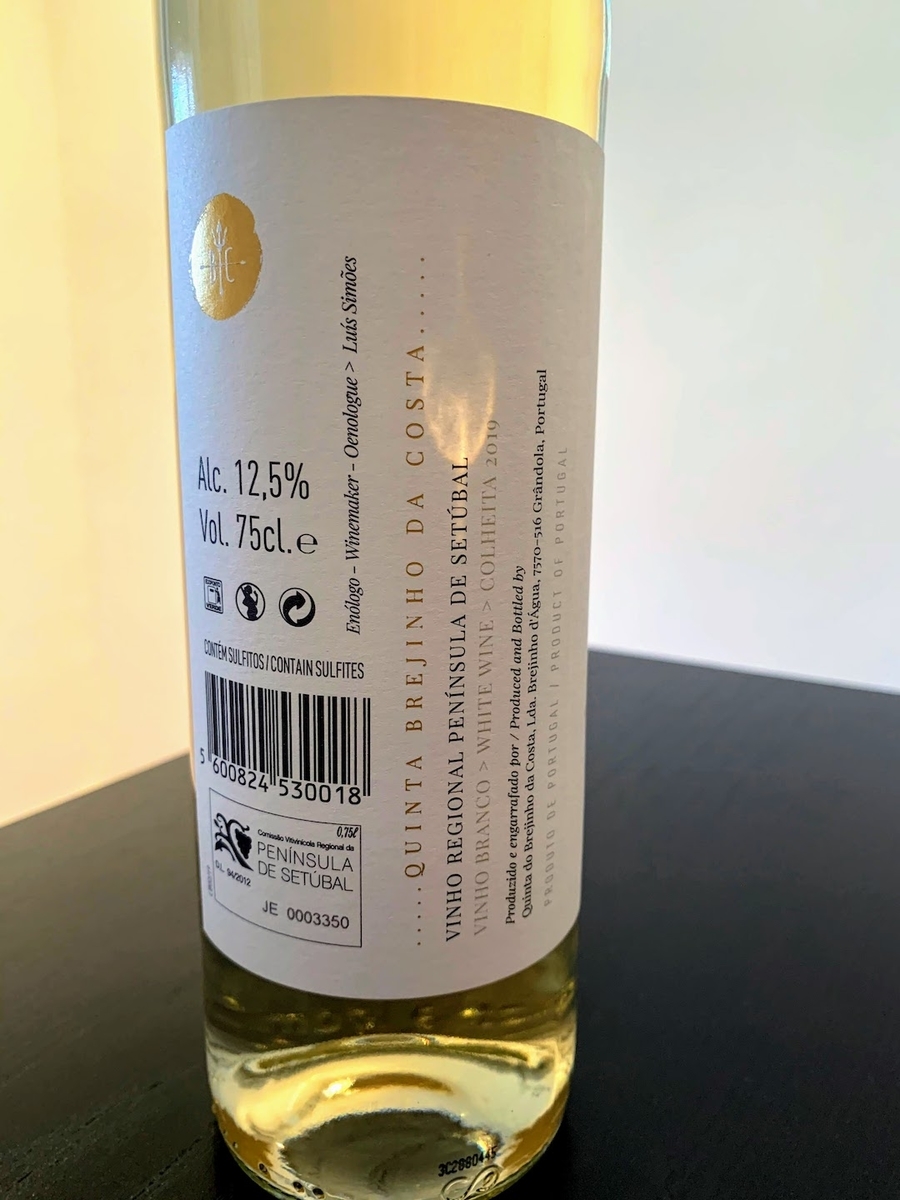 Alc. 12,5%
Vol. 75cl. e
CONTÉM SULFITOS / CONTAIN SULFITES
5 600824 530018
0,75ℓ
Comissão Vitivinícola Regional da
PENÍNSULA
DE SETÚBAL
D.L. 94/2012
JE 0003350
Enólogo - Winemaker - Oenologue > Luís Simões
.....QUINTA BREJINHO DA COSTA.....
VINHO REGIONAL PENÍNSULA DE SETÚBAL
VINHO BRANCO > WHITE WINE > COLHEITA 2019
Produzido e engarrafado por / Produced and Bottled by
Quinta do Brejinho da Costa, Lda. Brejinho d'Água, 7570-516 Grândola, Portugal
PRODUTO DE PORTUGAL / PRODUCT OF PORTUGAL
3C2880445